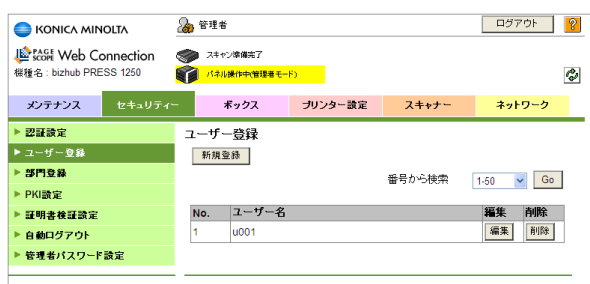 KONICA MINOLTA
管理者
ログアウト
?
PAGE SCOPE Web Connection
スキャン準備完了
機種名 : bizhub PRESS 1250
パネル操作中(管理者モード)
メンテナンス セキュリティー ボックス プリンター設定 スキャナー ネットワーク
認証設定
ユーザー登録
部門登録
PKI設定
証明書検証設定
自動ログアウト
管理者パスワード設定
ユーザー登録
新規登録
番号から検索 1-50 Go
No. ユーザー名 編集 削除
1 u001 編集 削除